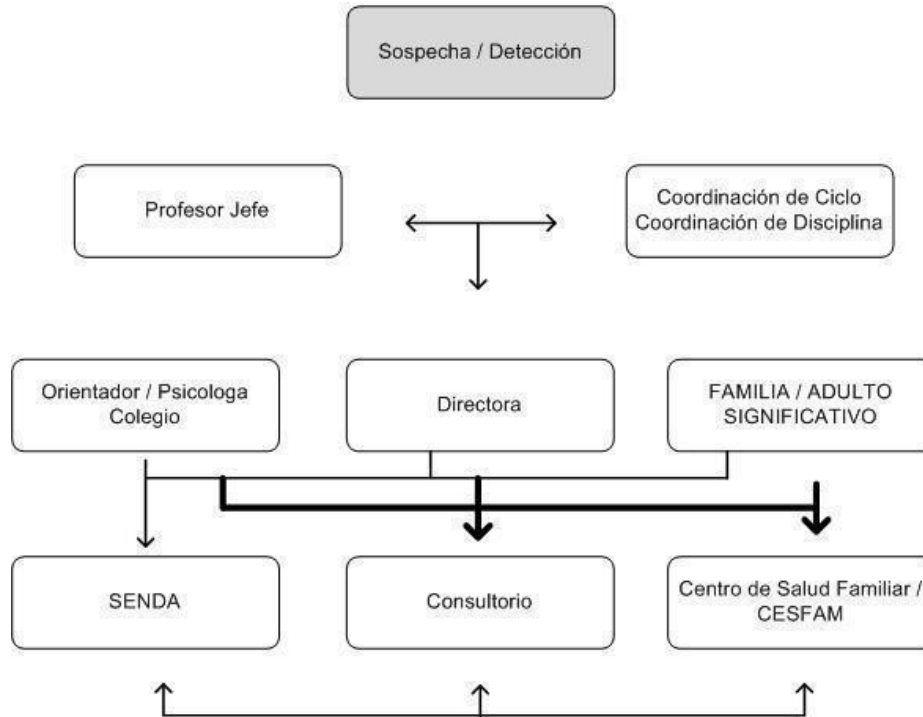 Sospecha / Detección
Profesor Jefe
Coordinación de Ciclo
Coordinación de Disciplina
Orientador / Psicologa
Colegio
Directora
FAMILIA / ADULTO
SIGNIFICATIVO
SENDA
Consultorio
Centro de Salud Familiar /
CESFAM